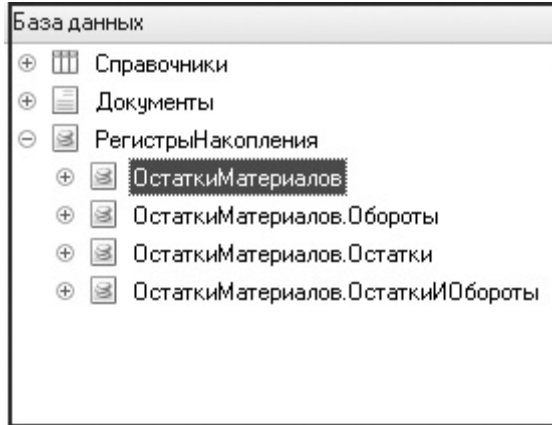 База данных
Справочники
Документы
РегистрыНакопления
ОстаткиМатериалов
ОстаткиМатериалов.Обороты
ОстаткиМатериалов.Остатки
ОстаткиМатериалов.ОстаткиИОбороты